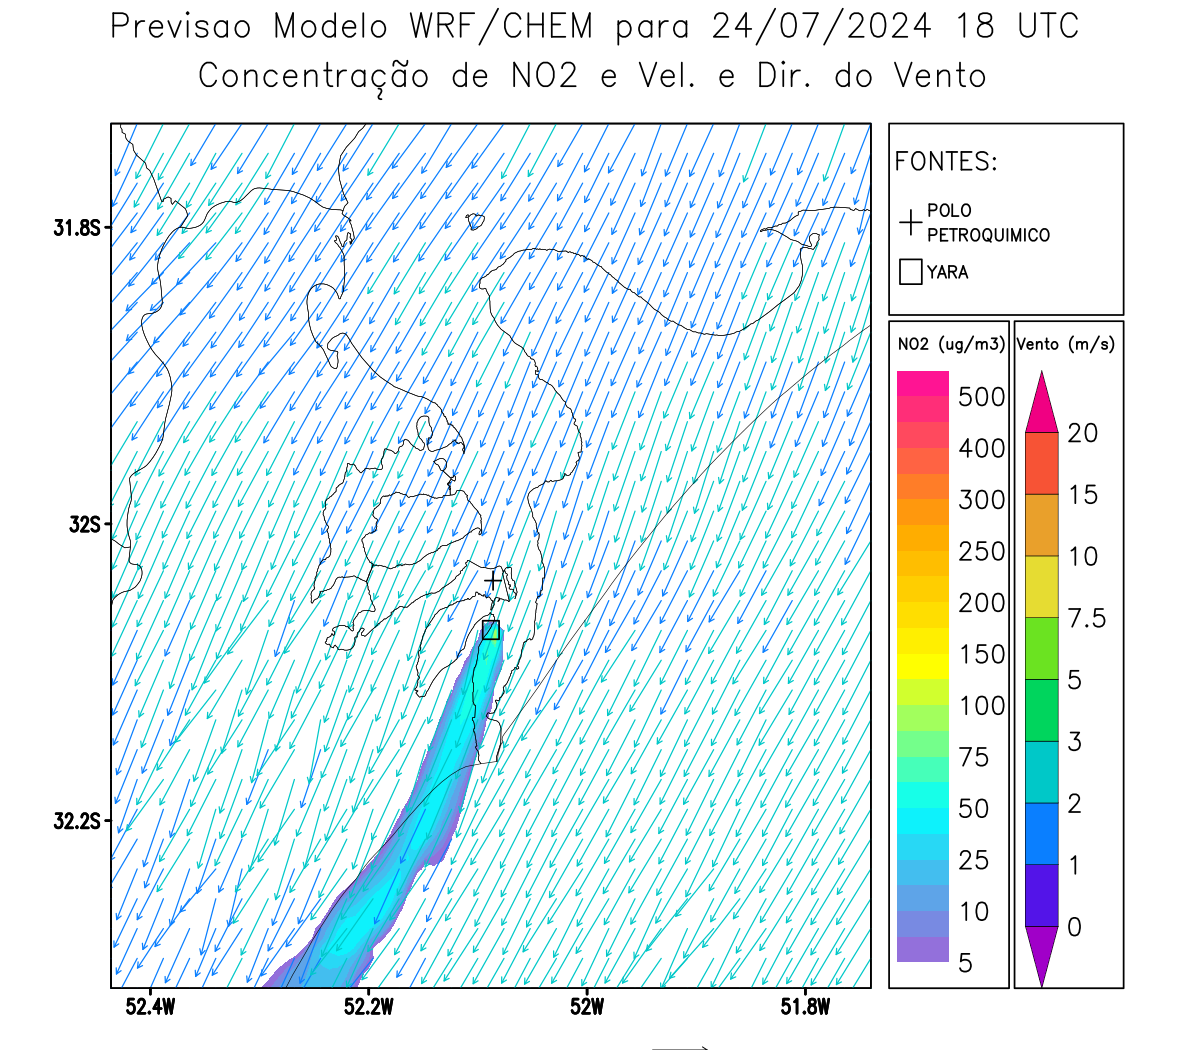 Previsao Modelo WRF/CHEM para 24/07/2024 18 UTC
Concentração de NO2 e Vel. e Dir. do Vento
FONTES:
POLO
PETROQUIMICO
YARA
NO2 (ug/m3)
500
400
300
250
200
150
100
75
50
25
10
5
Vento (m/s)
20
15
10
7.5
5
3
2
1
0
31.8S
32S
32.2S
52.4W 52.2W 52W 51.8W